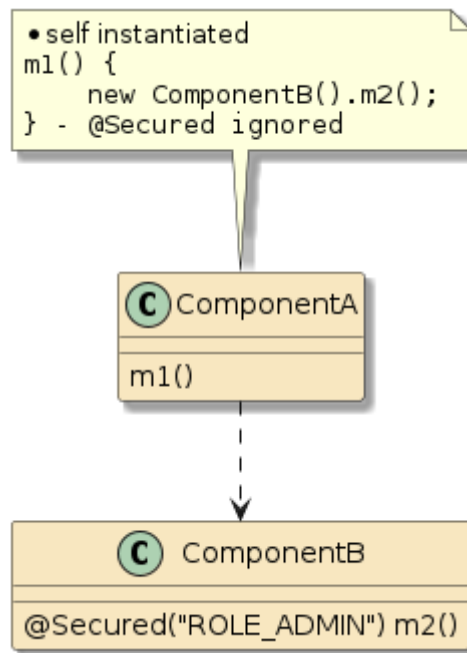 • self instantiated
m1() {
    new ComponentB().m2();
} - @Secured ignored
C ComponentA
m1()
C ComponentB
@Secured("ROLE_ADMIN") m2()